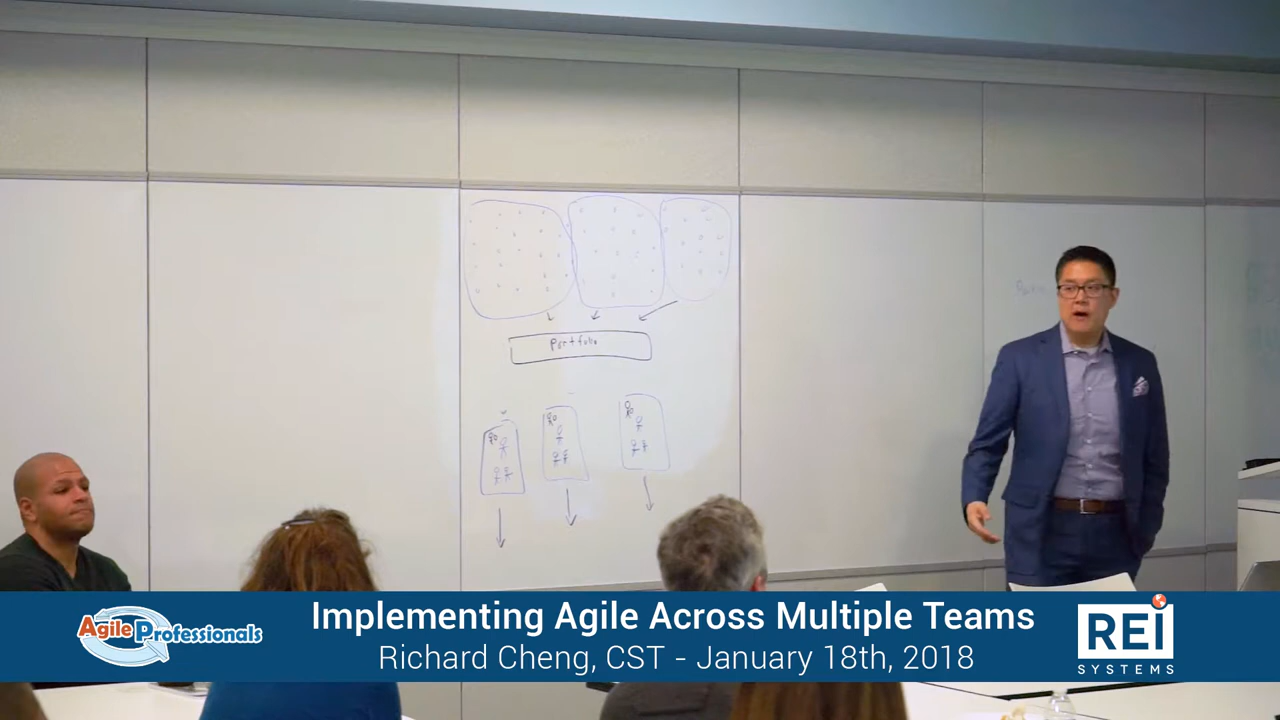 Portfolio
Agile Professionals
Implementing Agile Across Multiple Teams
Richard Cheng, CST - January 18th, 2018
REI
SYSTEMS